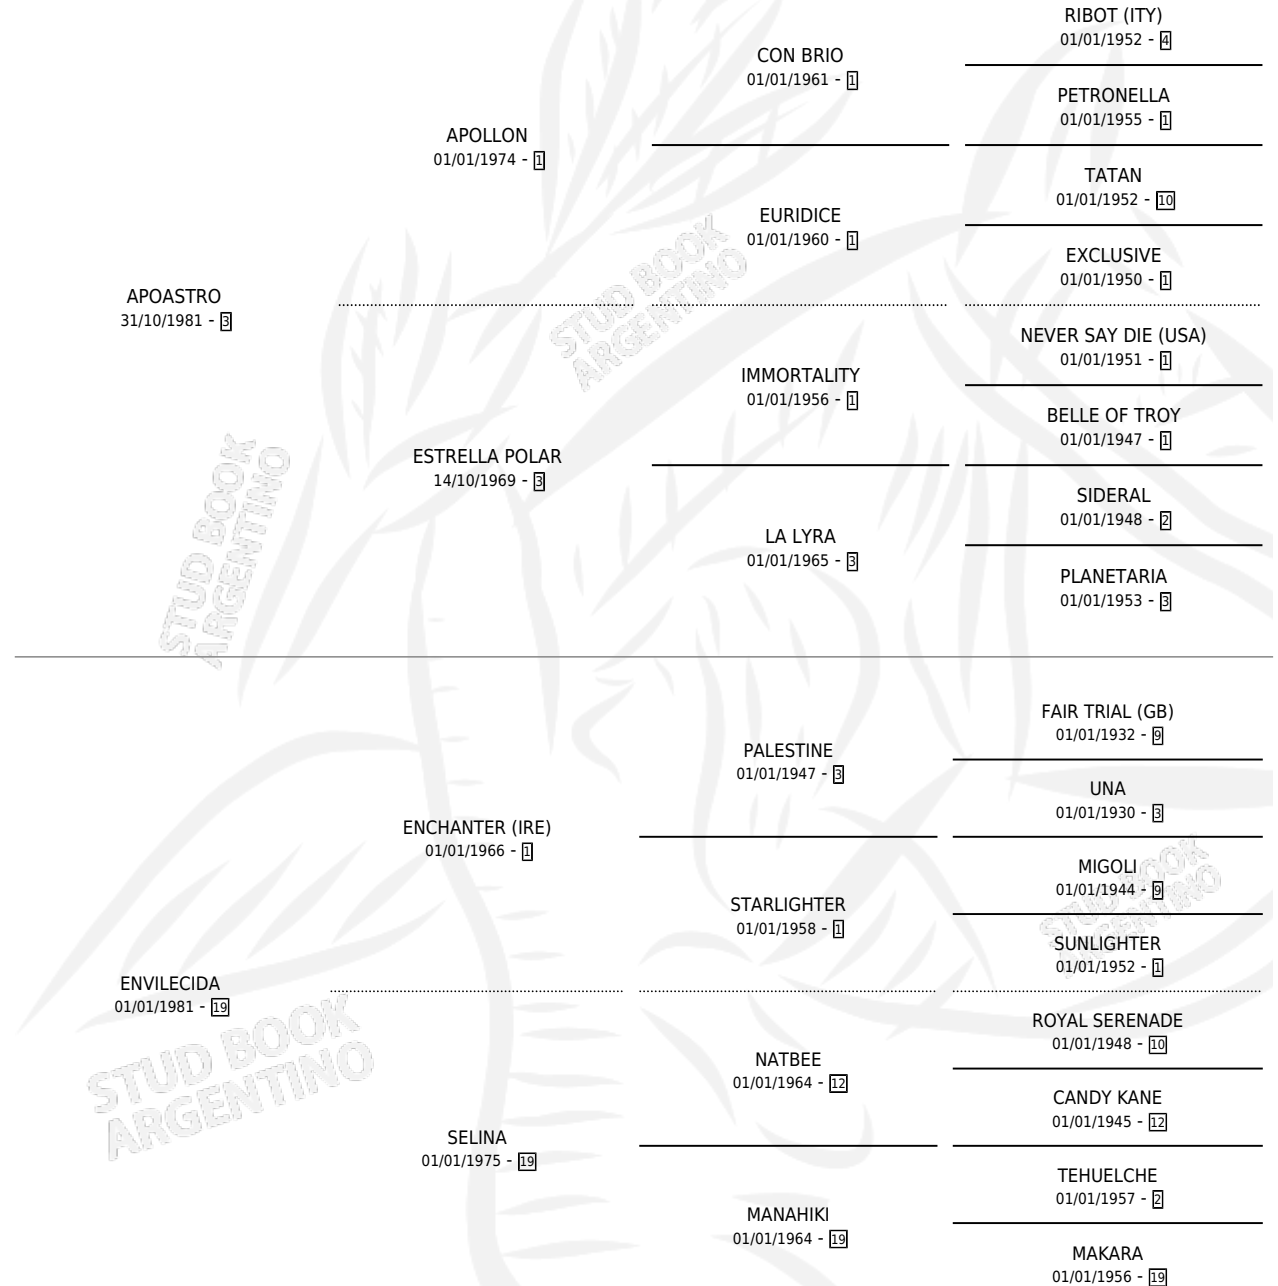 RIBOT (ITY)
01/01/1952 - 4
CON BRIO
01/01/1961 - 1
PETRONELLA
01/01/1955 - 1
APOLLON
01/01/1974 - 1
TATAN
01/01/1952 - 10
EURIDICE
01/01/1960 - 1
EXCLUSIVE
01/01/1950 - 1
APOASTRO
31/10/1981 - 3
STUD BOOK
ARGENTINO
NEVER SAY DIE (USA)
01/01/1951 - 1
IMMORTALITY
01/01/1956 - 1
BELLE OF TROY
01/01/1947 - 1
ESTRELLA POLAR
14/10/1969 - 3
SIDERAL
01/01/1948 - 2
LA LYRA
01/01/1965 - 3
PLANETARIA
01/01/1953 - 3
STUD BOOK
ARGENTINO
FAIR TRIAL (GB)
01/01/1932 - 9
PALESTINE
01/01/1947 - 3
UNA
01/01/1930 - 3
ENCHANTER (IRE)
01/01/1966 - 1
MIGOLI
01/01/1944 - 9
STARLIGHTER
01/01/1958 - 1
SUNLIGHTER
01/01/1952 - 1
STUD BOOK
ARGENTINO
ENVILECIDA
01/01/1981 - 19
ROYAL SERENADE
01/01/1948 - 10
NATBEE
01/01/1964 - 12
CANDY KANE
01/01/1945 - 12
STUD BOOK
ARGENTINO
SELINA
01/01/1975 - 19
TEHUELCHE
01/01/1957 - 2
MANAHIKI
01/01/1964 - 19
MAKARA
01/01/1956 - 19